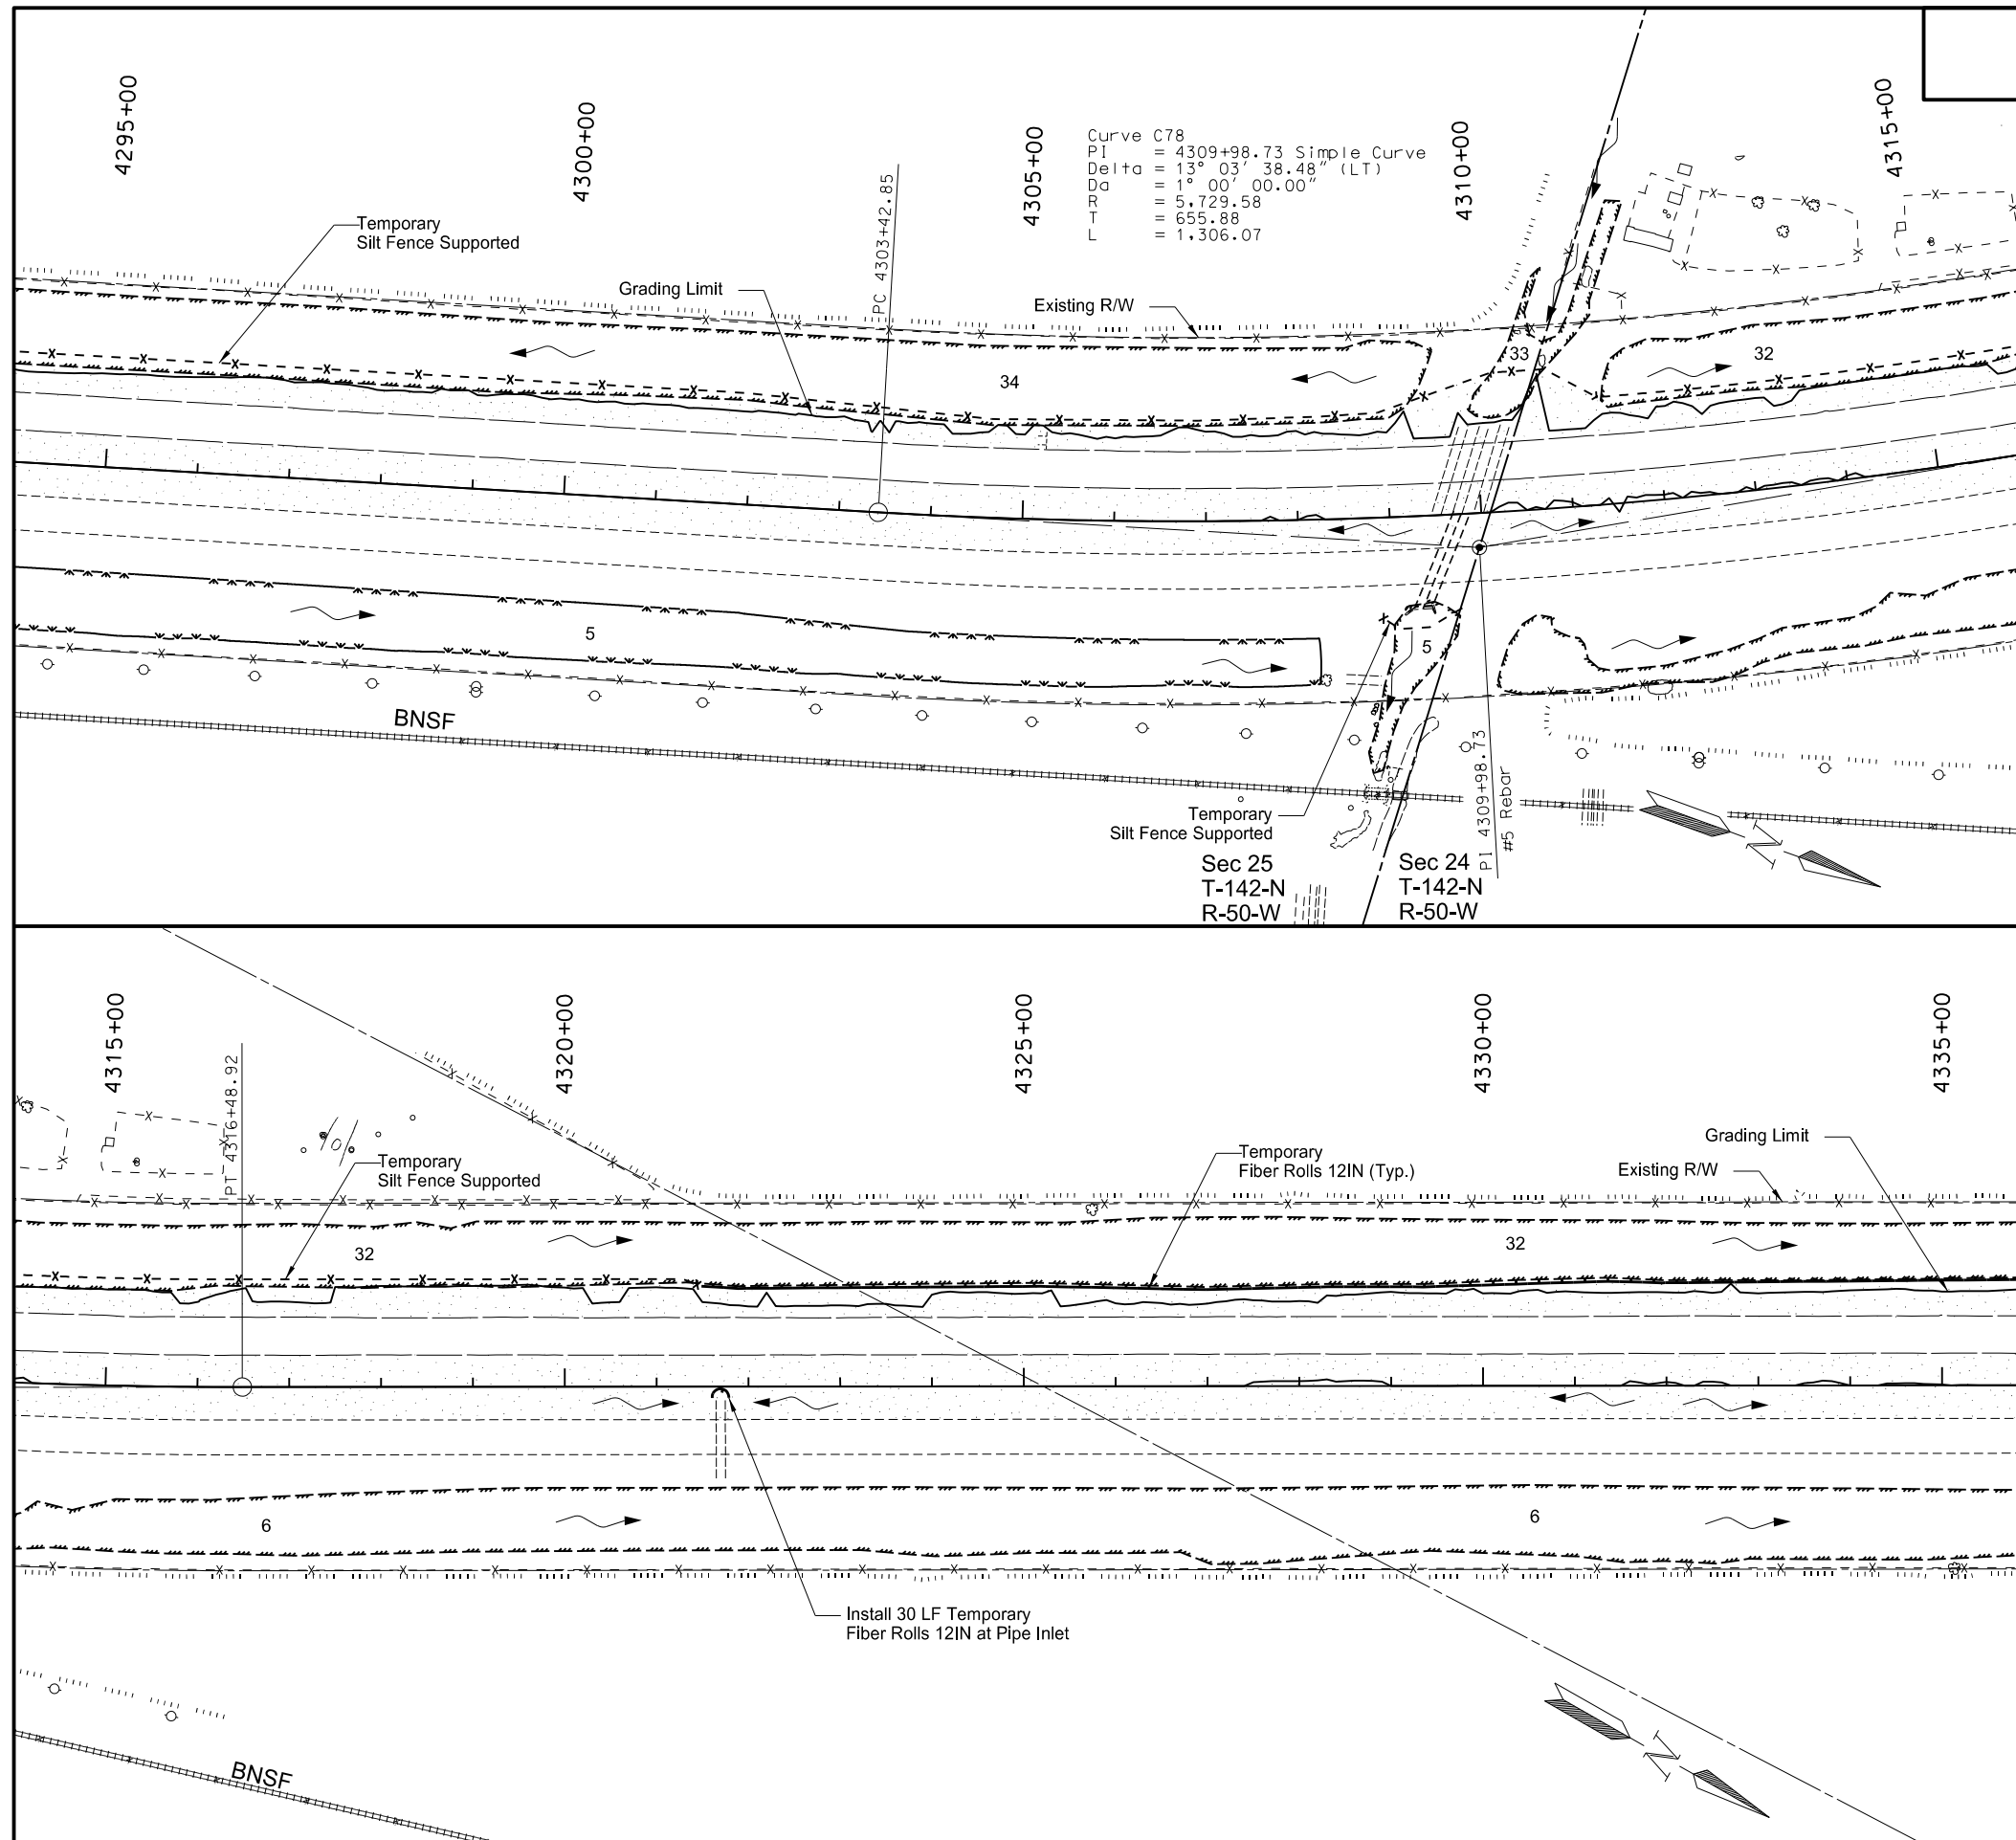 4295+00
4300+00
4305+00
4310+00
4315+00
Curve C78
PI = 4309+98.73 Simple Curve
Delta = 13° 03' 38.48" (LT)
Da = 1° 00' 00.00"
R = 5,729.58
T = 655.88
L = 1,306.07
PC 4303+42.85
Temporary
Silt Fence Supported
Grading Limit
Existing R/W
34
33
32
5
5
BNSF
Temporary
Silt Fence Supported
PI 4309+98.73
#5 Rebar
Sec 25
T-142-N
R-50-W
Sec 24
T-142-N
R-50-W
N
4315+00
4320+00
4325+00
4330+00
4335+00
PT 4316+48.92
Temporary
Silt Fence Supported
Temporary
Fiber Rolls 12IN (Typ.)
Grading Limit
Existing R/W
32
32
6
6
Install 30 LF Temporary
Fiber Rolls 12IN at Pipe Inlet
BNSF
N